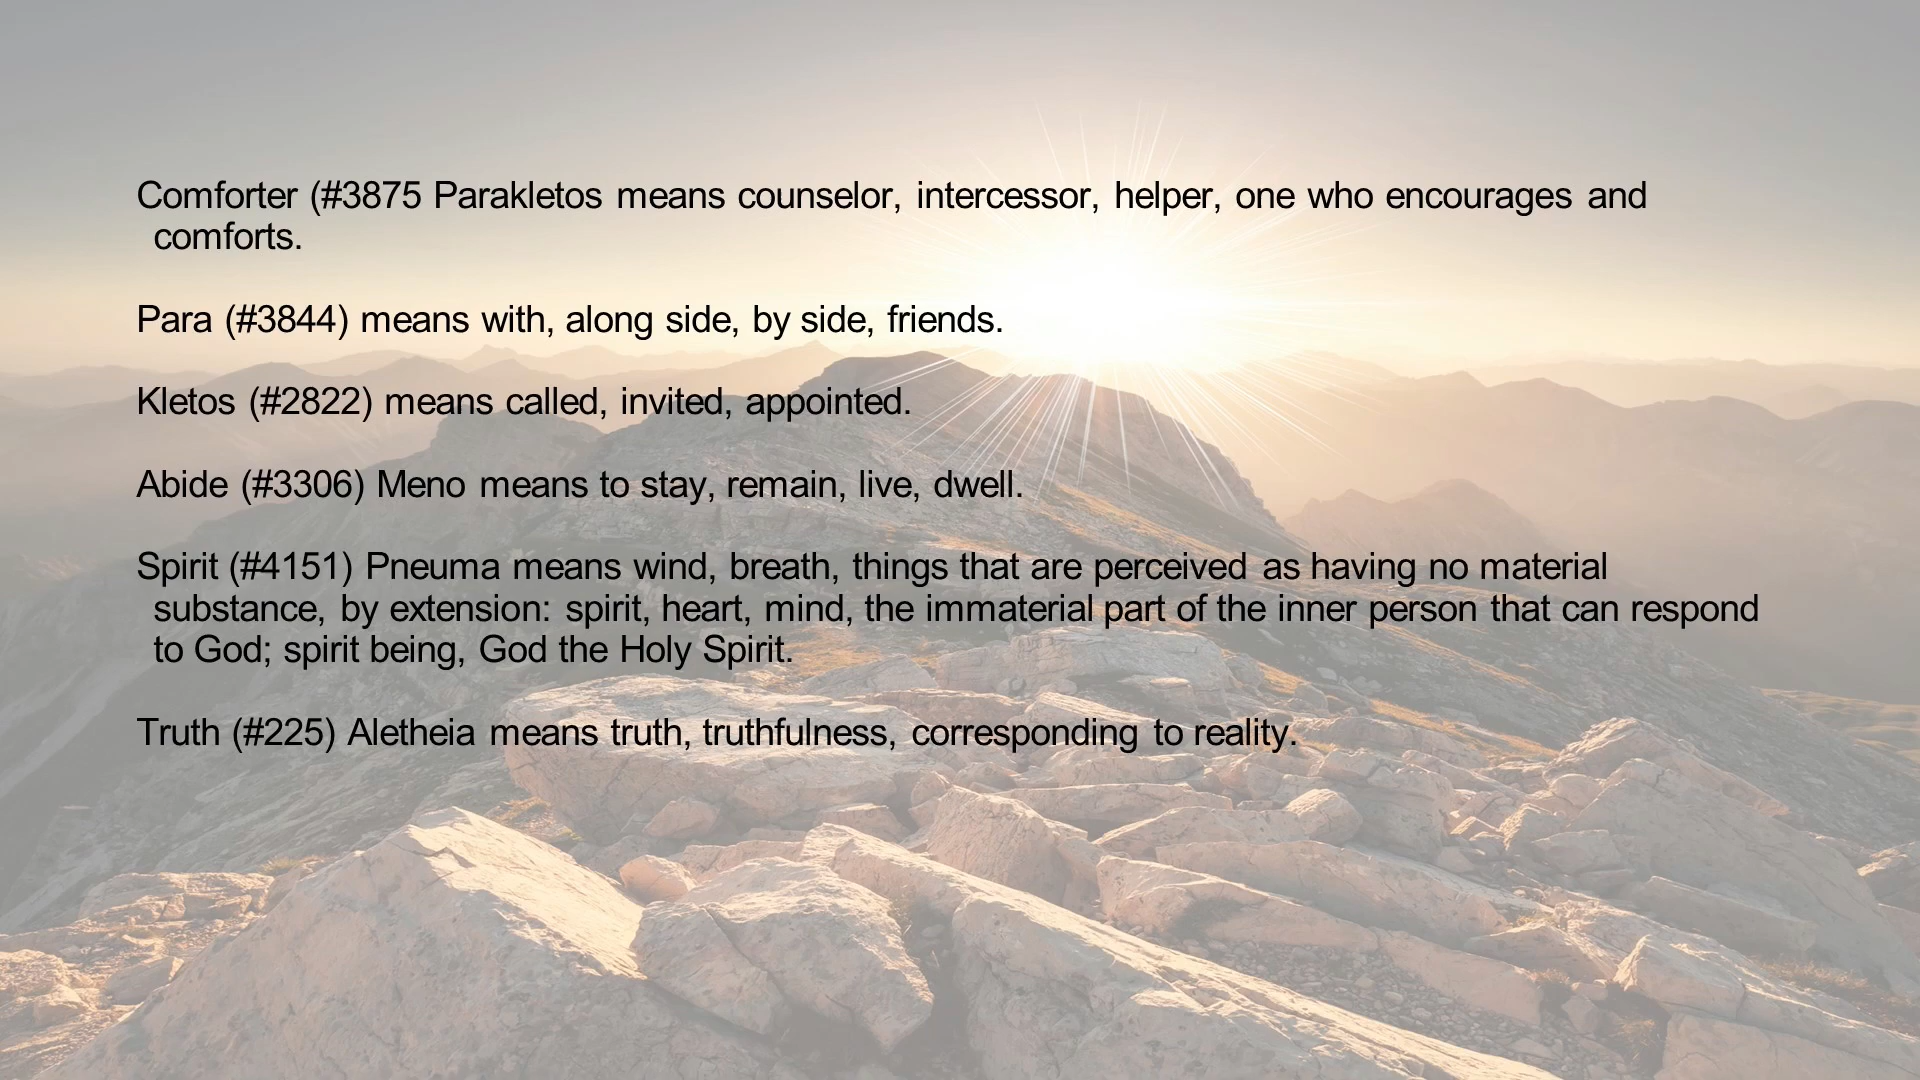 Comforter (#3875 Parakletos means counselor, intercessor, helper, one who encourages and
comforts.
Para (#3844) means with, along side, by side, friends.
Kletos (#2822) means called, invited, appointed.
Abide (#3306) Meno means to stay, remain, live, dwell.
Spirit (#4151) Pneuma means wind, breath, things that are perceived as having no material
substance, by extension: spirit, heart, mind, the immaterial part of the inner person that can respond
to God; spirit being, God the Holy Spirit.
Truth (#225) Aletheia means truth, truthfulness, corresponding to reality.